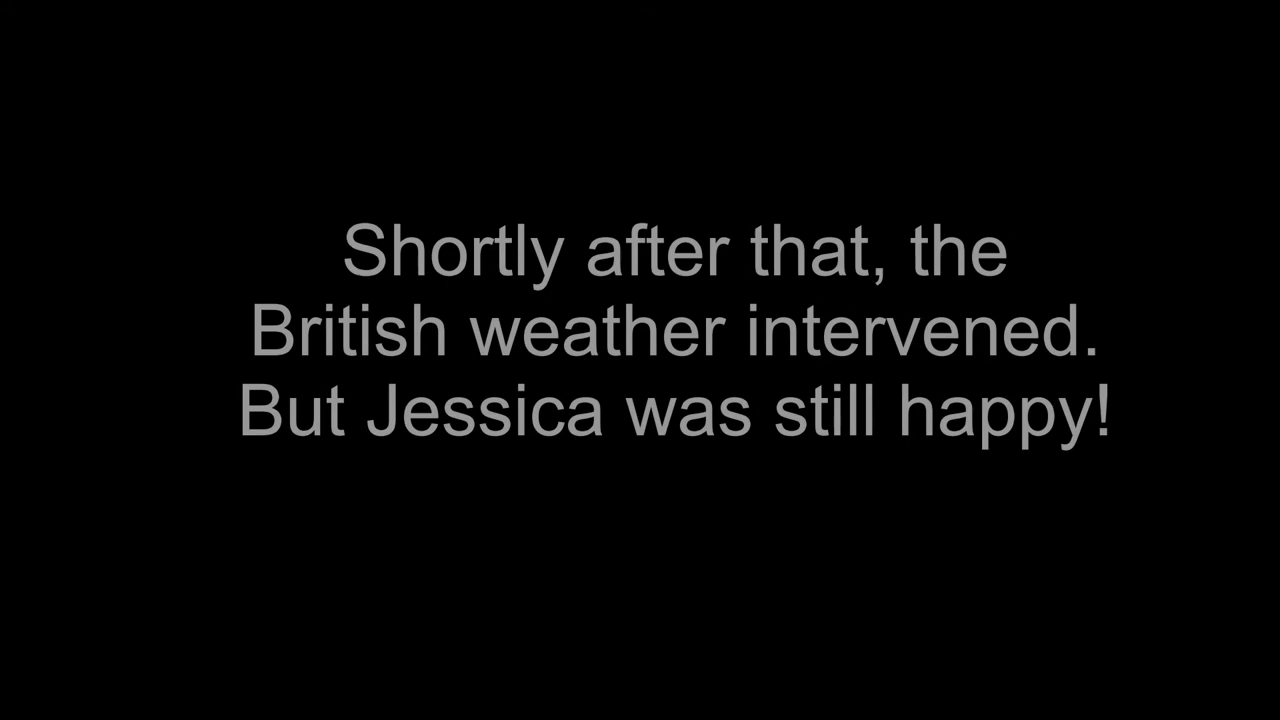 Shortly after that, the
British weather intervened.
But Jessica was still happy!